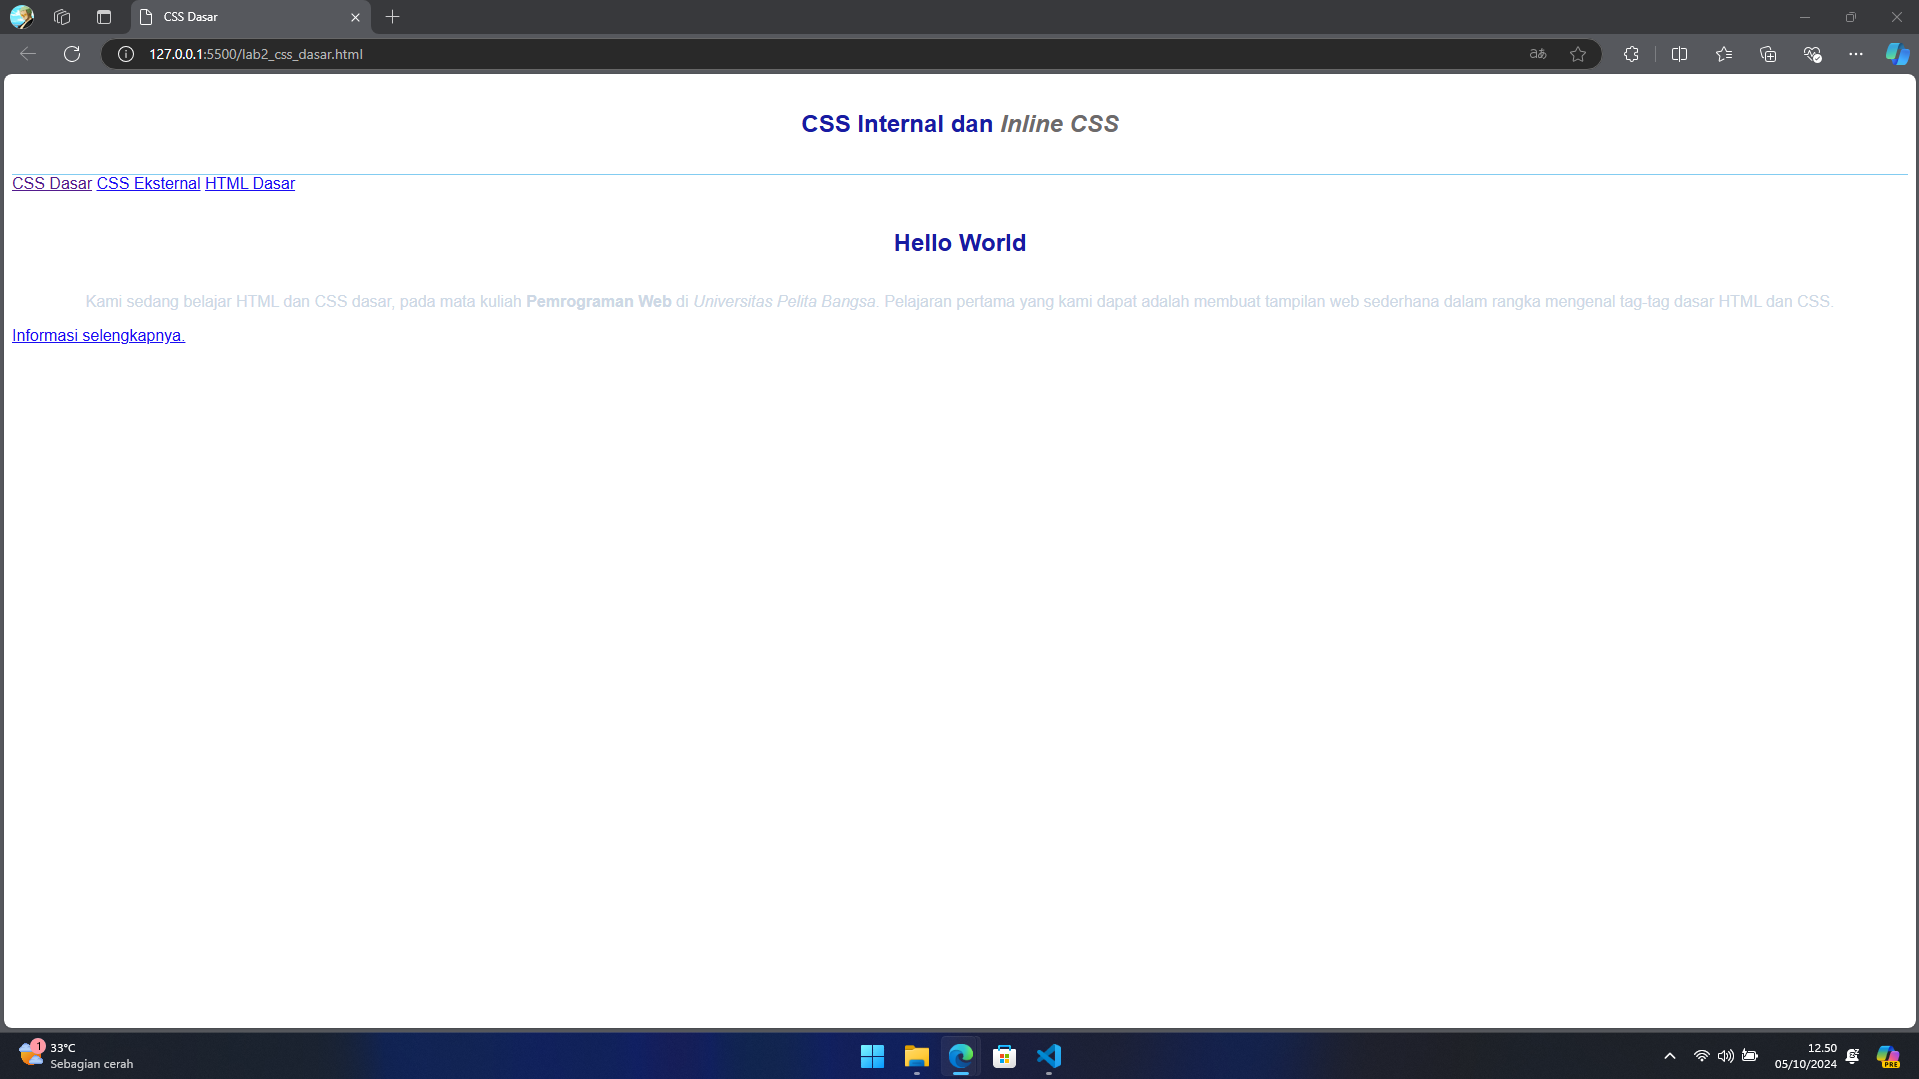 CSS Dasar
127.0.0.1:5500/lab2_css_dasar.html
CSS Internal dan Inline CSS
CSS Dasar CSS Eksternal HTML Dasar
Hello World
Kami sedang belajar HTML dan CSS dasar, pada mata kuliah Pemrograman Web di Universitas Pelita Bangsa. Pelajaran pertama yang kami dapat adalah membuat tampilan web sederhana dalam rangka mengenal tag-tag dasar HTML dan CSS.
Informasi selengkapnya.
1
33°C
Sebagian cerah
12.50
05/10/2024
PRE